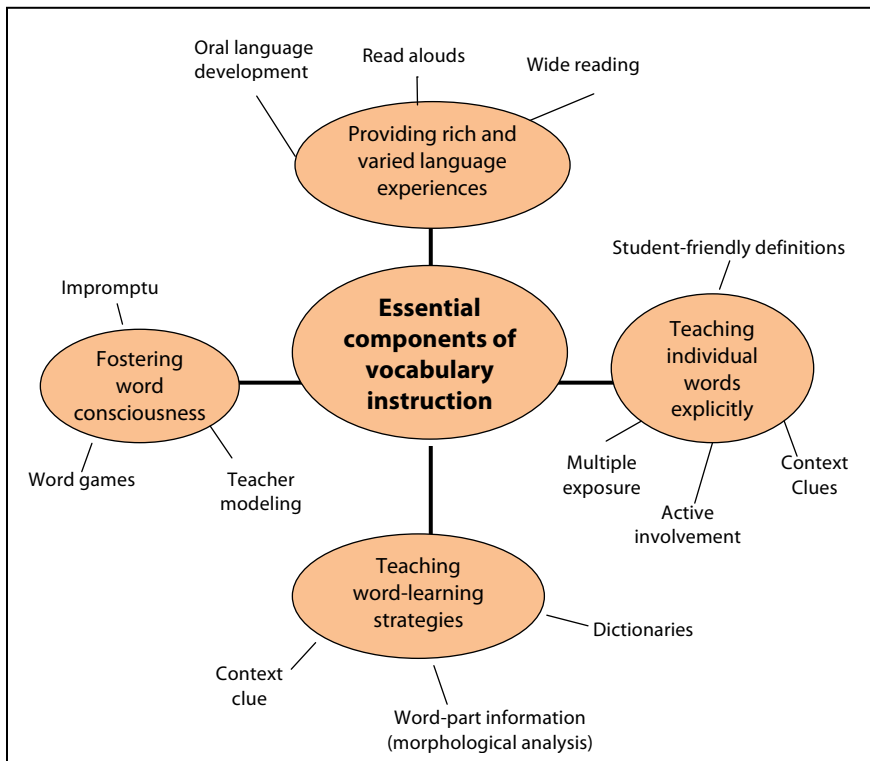 Oral language
development
Read alouds
Wide reading
Providing rich and
varied language
experiences
Student-friendly definitions
Impromptu
Essential
components of
vocabulary
instruction
Teaching
individual
words
explicitly
Fostering
word
consciousness
Word games
Teacher
modeling
Multiple
exposure
Active
involvement
Context
Clues
Teaching
word-learning
strategies
Dictionaries
Context
clue
Word-part information
(morphological analysis)